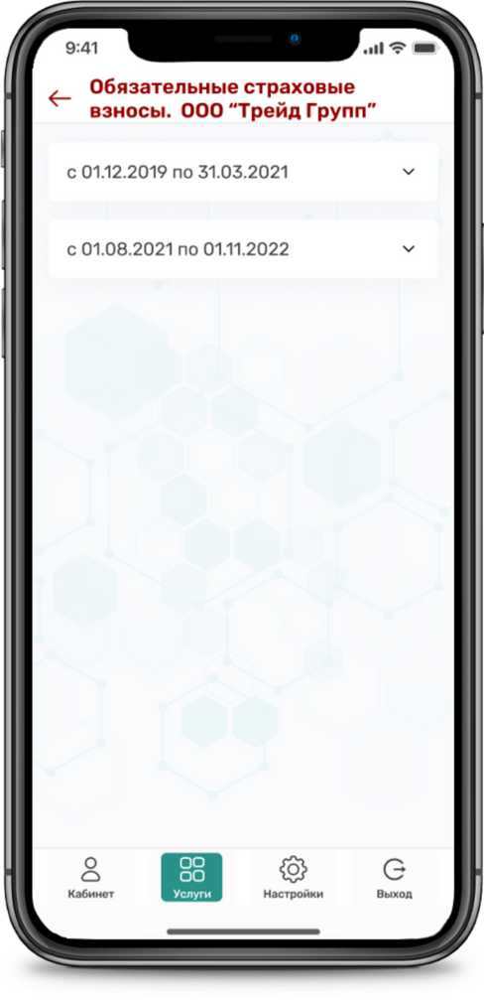 9:41
Обязательные страховые
взносы. ООО “Трейд Групп”
с 01.12.2019 по 31.03.2021
с 01.08.2021 по 01.11.2022
Кабинет Услуги Настройки Выход